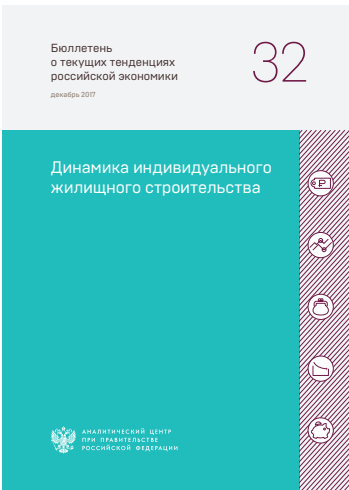 Бюллетень
о текущих тенденциях
российской экономики
декабрь 2017
32
Динамика индивидуального
жилищного строительства
АНАЛИТИЧЕСКИЙ ЦЕНТР
ПРИ ПРАВИТЕЛЬСТВЕ
РОССИЙСКОЙ ФЕДЕРАЦИИ